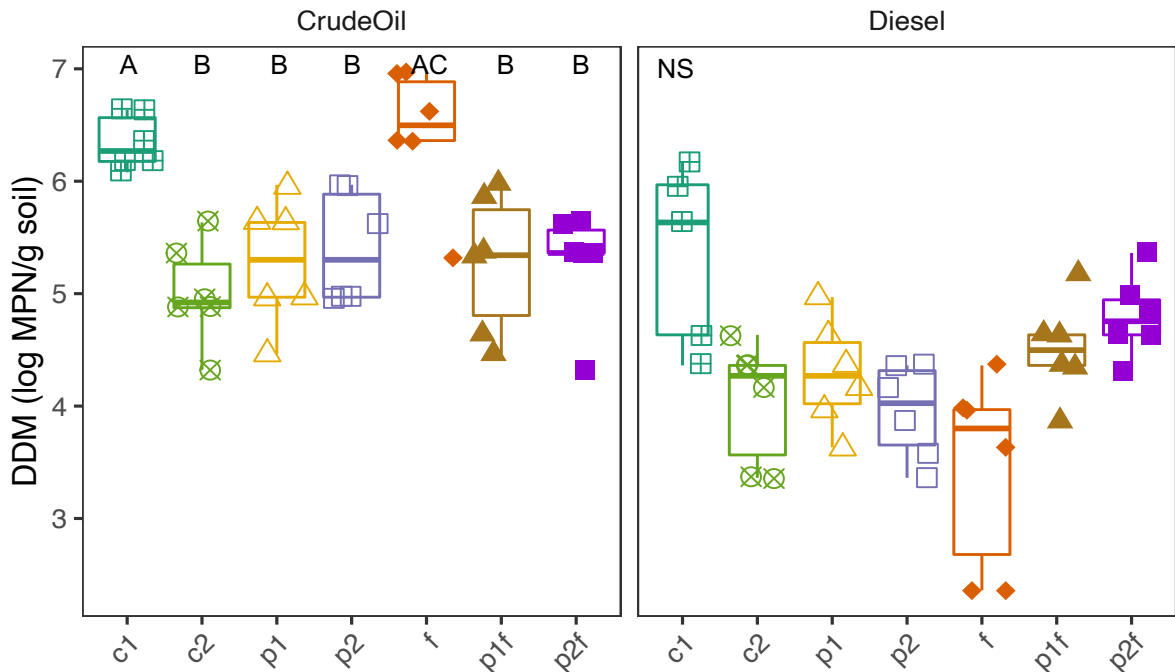 CrudeOil Diesel
A B B B AC B B NS
7
6
5
4
3
DDM (log MPN/g soil)
c1 c2 p1 p2 f p1f p2f c1 c2 p1 p2 f p1f p2f